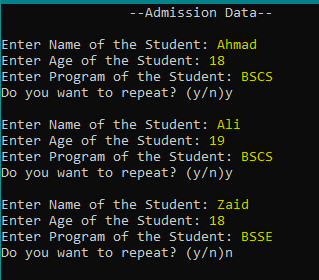 --Admission Data--
Enter Name of the Student: Ahmad
Enter Age of the Student: 18
Enter Program of the Student: BSCS
Do you want to repeat? (y/n)y
Enter Name of the Student: Ali
Enter Age of the Student: 19
Enter Program of the Student: BSCS
Do you want to repeat? (y/n)y
Enter Name of the Student: Zaid
Enter Age of the Student: 18
Enter Program of the Student: BSSE
Do you want to repeat? (y/n)n